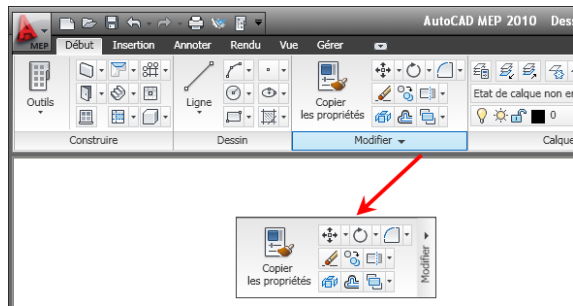 AutoCAD MEP 2010 Dess
MEP
Début Insertion Annoter Rendu Vue Gérer
Outils
Ligne
Copier
les propriétés
Etat de calque non en
0
Construire Dessin Modifier Calque
Copier
les propriétés
Modifier